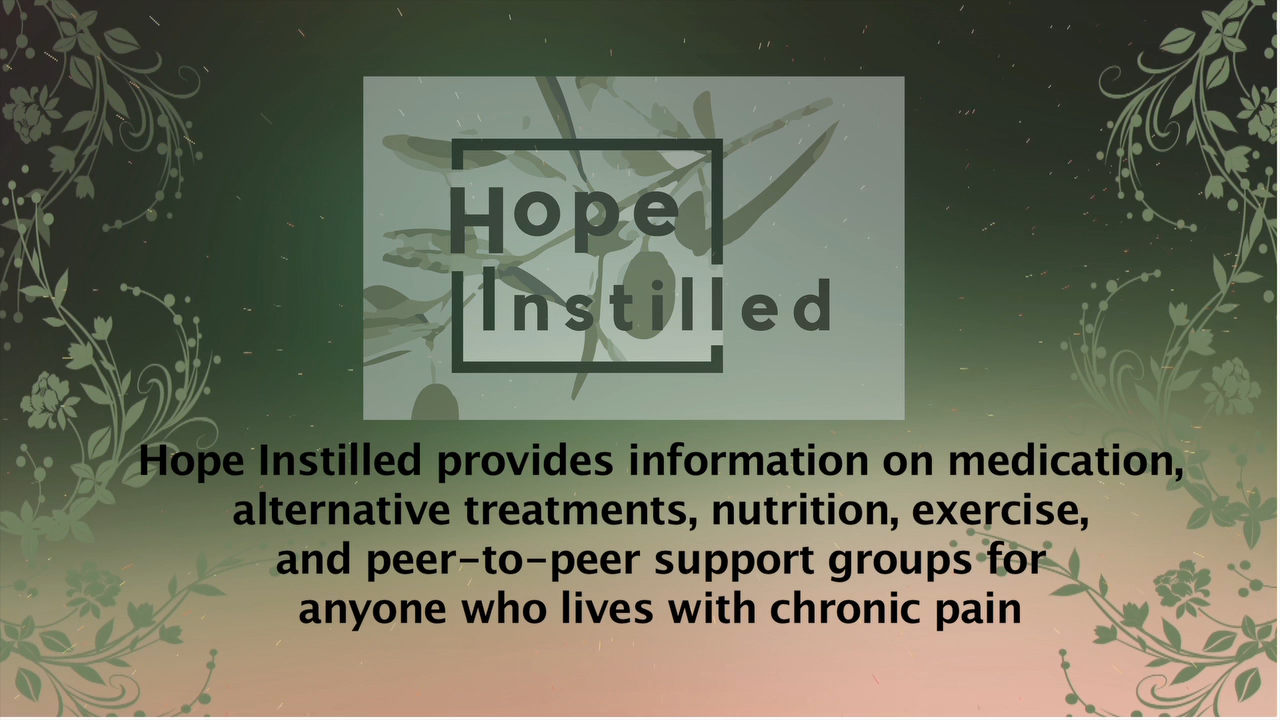 Hope
Instilled
Hope Instilled provides information on medication,
alternative treatments, nutrition, exercise,
and peer-to-peer support groups for
anyone who lives with chronic pain